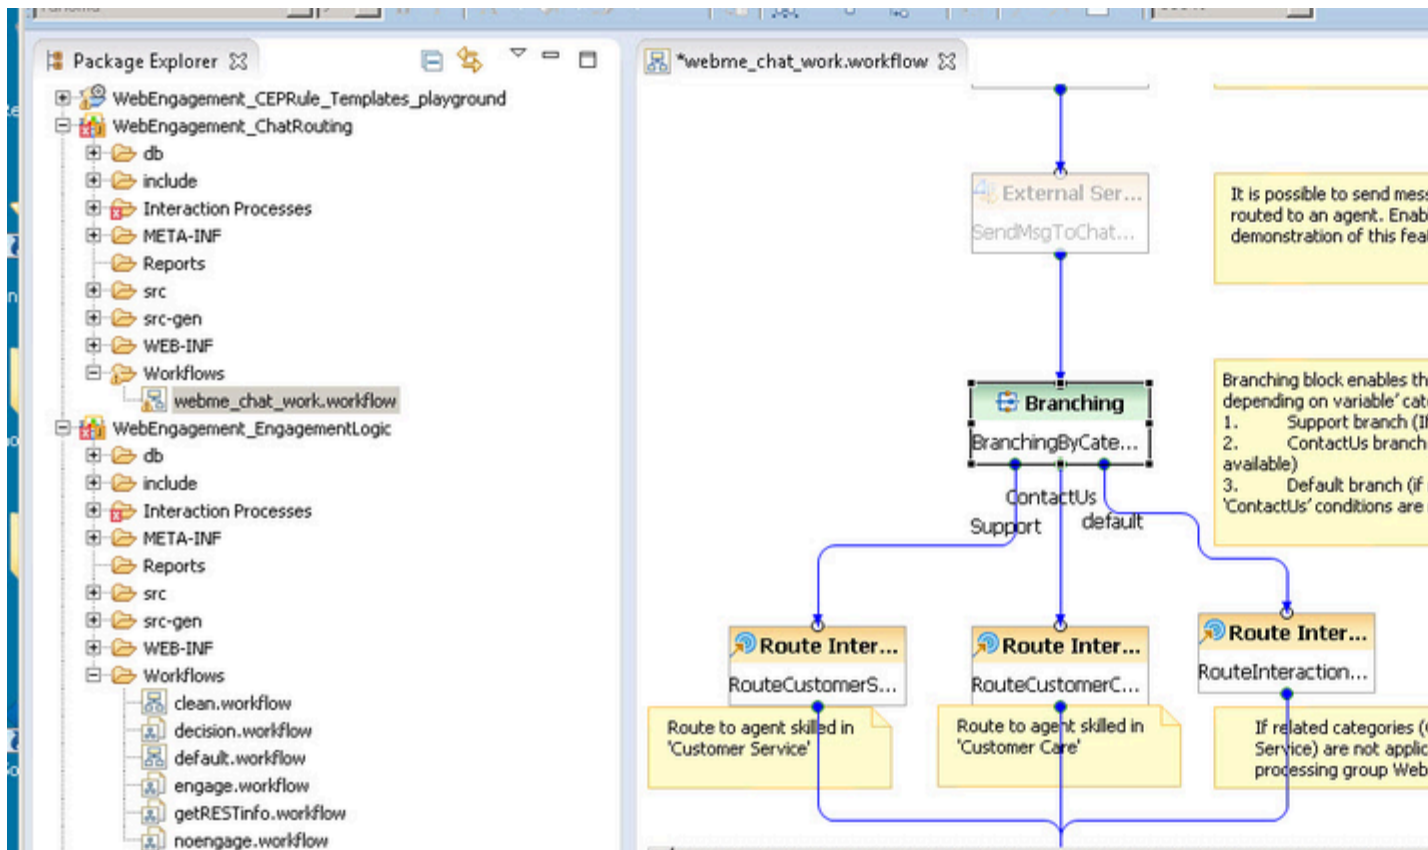 Package Explorer
*webme_chat_work.workflow
WebEngagement_CEPRule_Templates_playground
WebEngagement_ChatRouting
db
include
Interaction Processes
META-INF
Reports
src
src-gen
WEB-INF
Workflows
webme_chat_work.workflow
WebEngagement_EngagementLogic
db
include
Interaction Processes
META-INF
Reports
src
src-gen
WEB-INF
Workflows
clean.workflow
decision.workflow
default.workflow
engage.workflow
getRESTinfo.workflow
noengage.workflow
External Ser...
SendMsgToChat...
It is possible to send mess
routed to an agent. Enab
demonstration of this feat
Branching
BranchingByCate...
Branching block enables th
depending on variable' cat
1. Support branch (If
2. ContactUs branch
available)
3. Default branch (if
'ContactUs' conditions are
ContactUs
Support
default
Route Inter...
RouteCustomerS...
Route to agent skilled in
'Customer Service'
Route Inter...
RouteCustomerC...
Route to agent skilled in
'Customer Care'
Route Inter...
RouteInteraction...
If related categories (
Service) are not applic
processing group Web